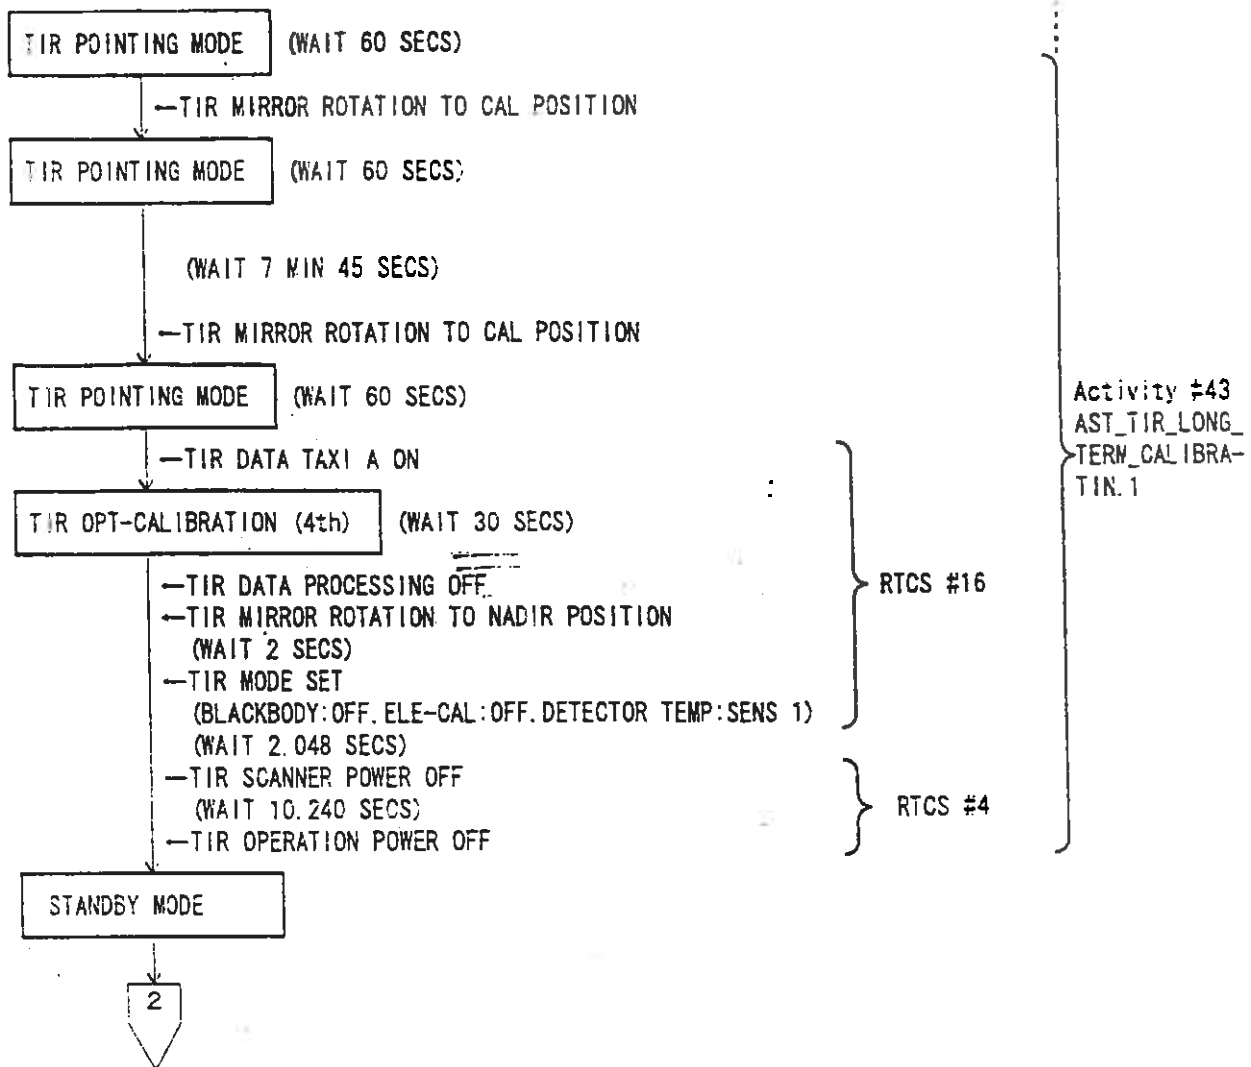 TIR POINTING MODE (WAIT 60 SECS)
←TIR MIRROR ROTATION TO CAL POSITION
TIR POINTING MODE (WAIT 60 SECS)
(WAIT 7 MIN 45 SECS)
←TIR MIRROR ROTATION TO CAL POSITION
TIR POINTING MODE (WAIT 60 SECS)
Activity #43
AST_TIR_LONG_
TERM_CALIBRA-
TIN.1
←TIR DATA TAXI A ON
TIR OPT-CALIBRATION (4th) (WAIT 30 SECS)
←TIR DATA PROCESSING OFF
RTCS #16
←TIR MIRROR ROTATION TO NADIR POSITION
(WAIT 2 SECS)
←TIR MODE SET
(BLACKBODY:OFF. ELE-CAL:OFF. DETECTOR TEMP:SENS 1)
(WAIT 2.048 SECS)
←TIR SCANNER POWER OFF
(WAIT 10.240 SECS)
RTCS #4
←TIR OPERATION POWER OFF
STANDBY MODE
2